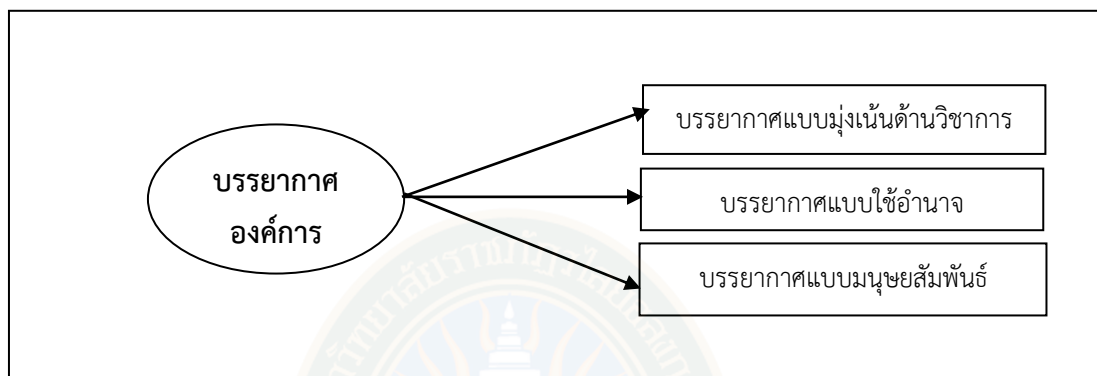 บรรยากาศ
องค์การ
บรรยากาศแบบมุ่งเน้นด้านวิชาการ
บรรยากาศแบบใช้อำนาจ
บรรยากาศแบบมนุษยสัมพันธ์